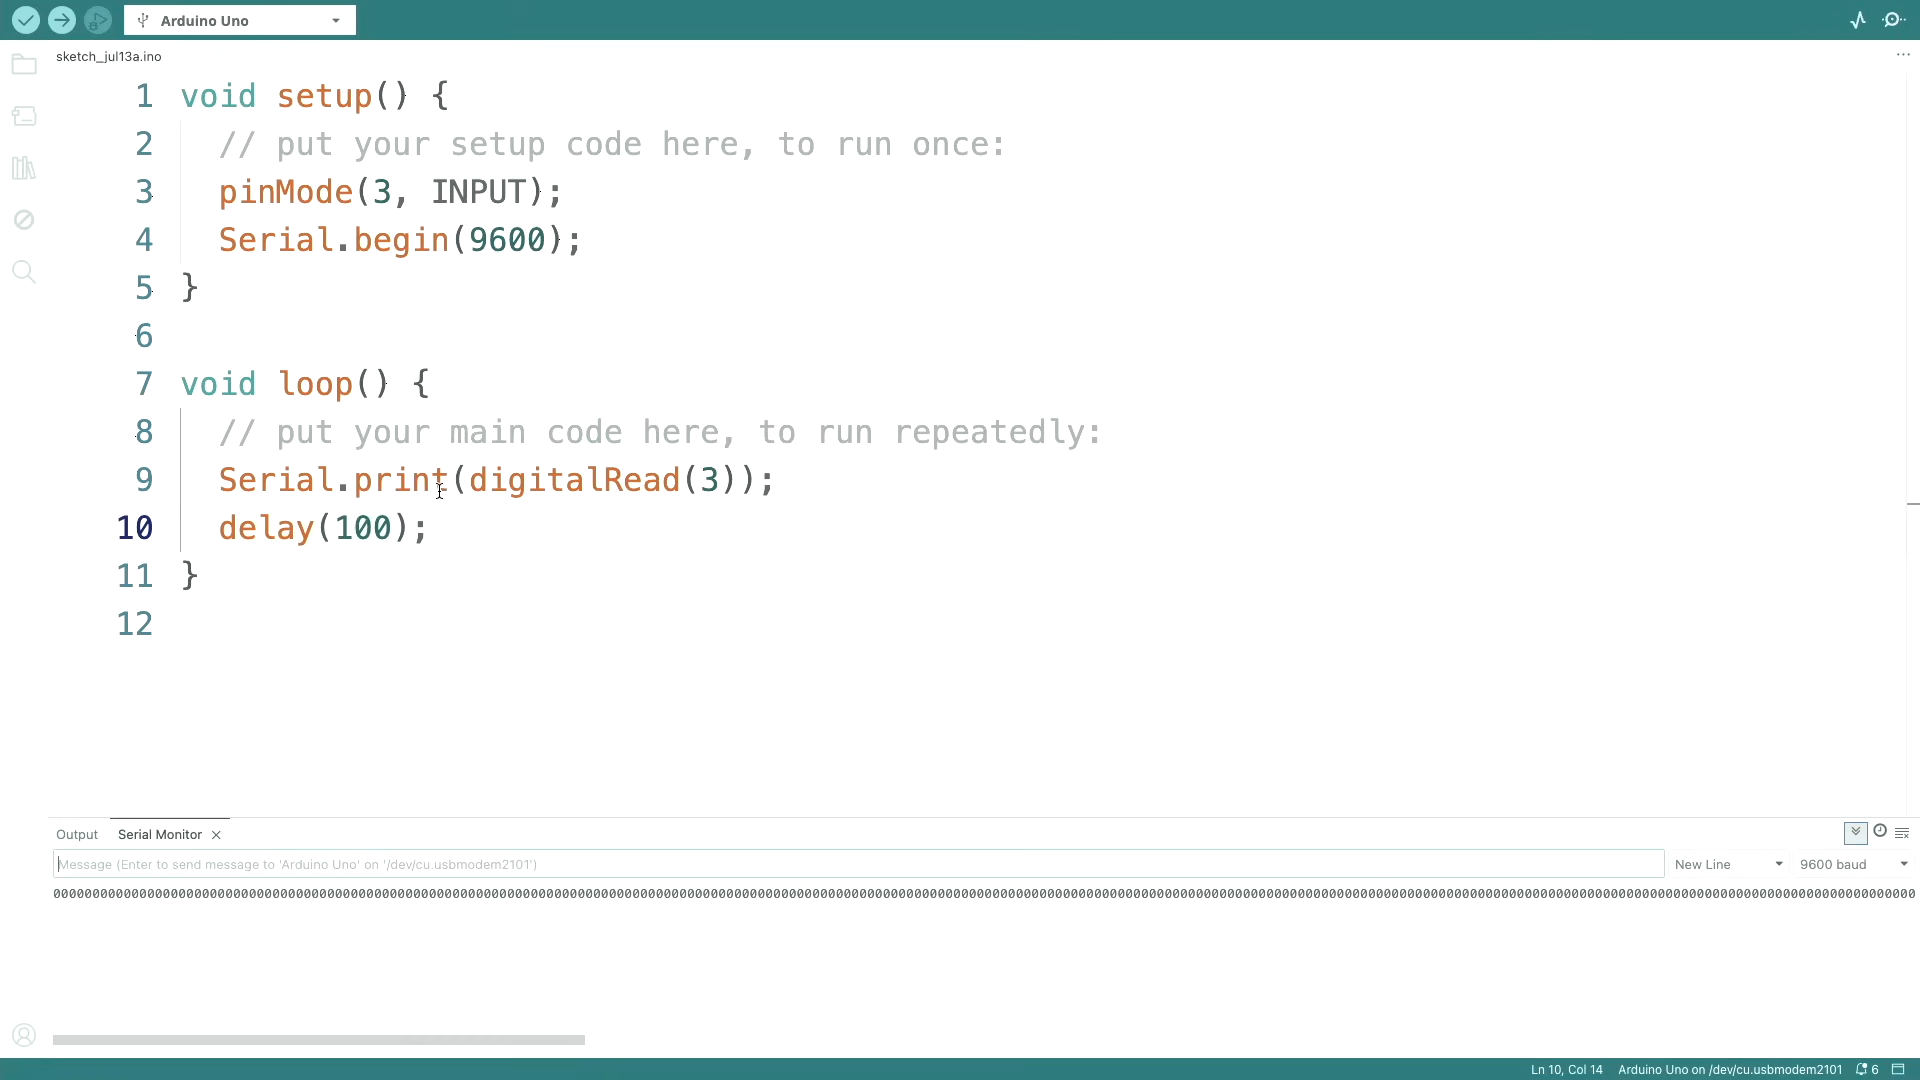 Arduino Uno
sketch_jul13a.ino
1 void setup() {
2 // put your setup code here, to run once:
3 pinMode(3, INPUT);
4 Serial.begin(9600);
5 }
6
7 void loop() {
8 // put your main code here, to run repeatedly:
9 Serial.print(digitalRead(3));
10 delay(100);
11 }
12
Output Serial Monitor
Message (Enter to send message to 'Arduino Uno' on '/dev/cu.usbmodem2101') New Line 9600 baud
Ln 10, Col 14 Arduino Uno on /dev/cu.usbmodem2101 6